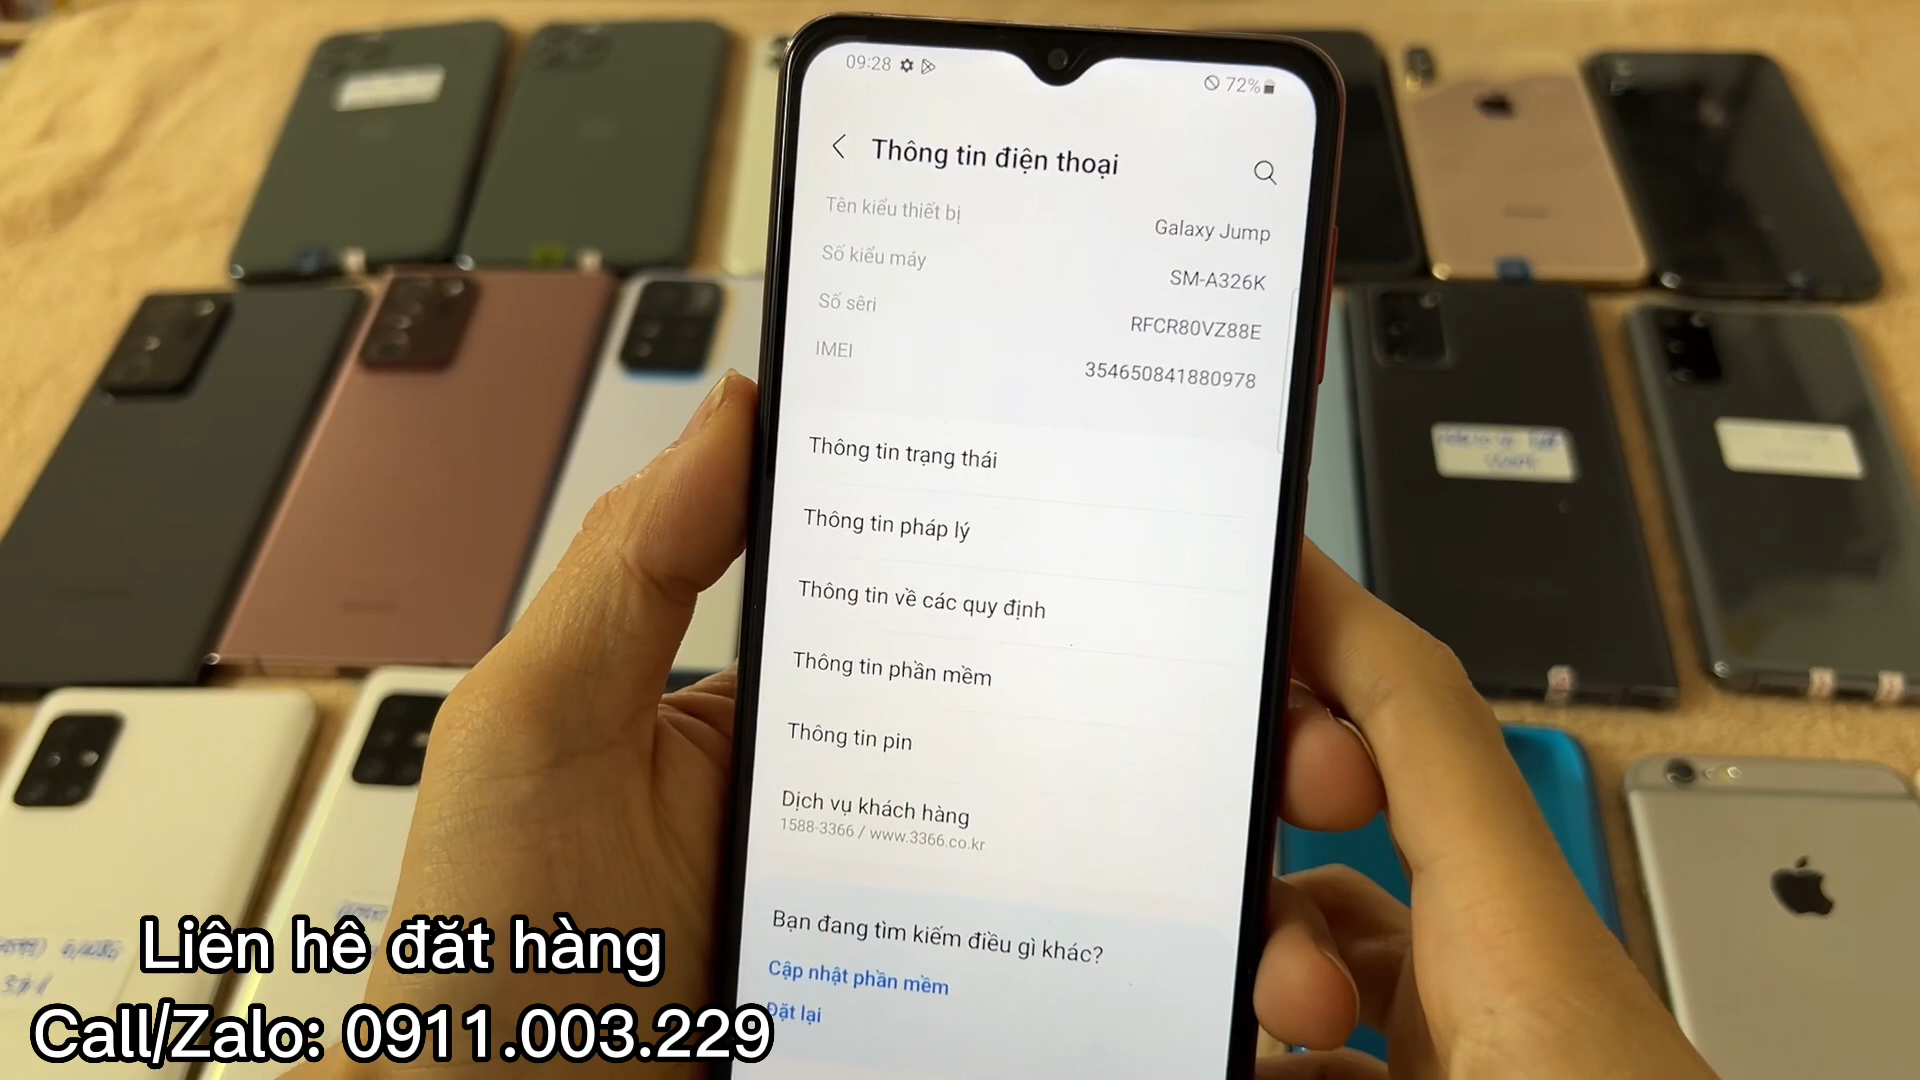 09:28
72%
Thông tin điện thoại
Tên kiểu thiết bị
Galaxy Jump
Số kiểu máy
SM-A326K
Số sêri
RFCR80VZ88E
IMEI
354650841880978
Thông tin trạng thái
Thông tin pháp lý
Thông tin về các quy định
Thông tin phần mềm
Thông tin pin
Dịch vụ khách hàng
1588-3366 / www.3366.co.kr
Bạn đang tìm kiếm điều gì khác?
Cập nhật phần mềm
Đặt lại
Liên hê đăt hàng
Call/Zalo: 0911.003.229